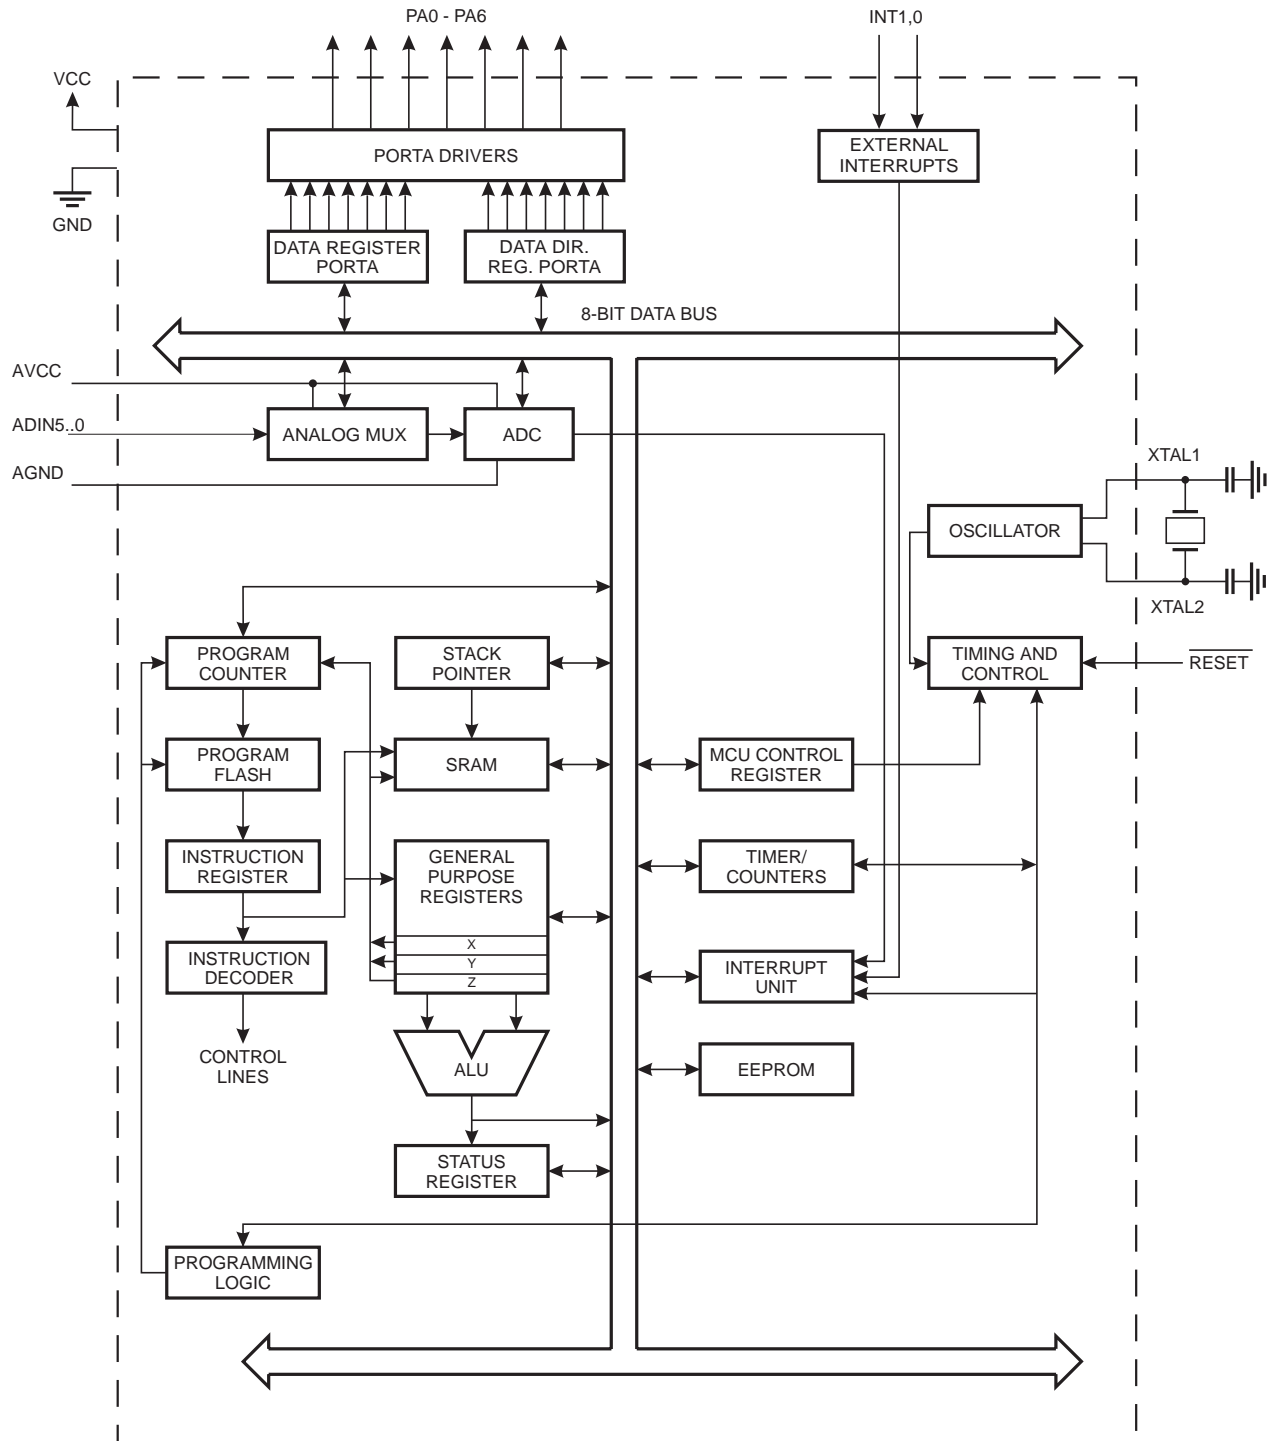 PA0 - PA6
INT1,0
VCC
GND
PORTA DRIVERS
EXTERNAL
INTERRUPTS
DATA REGISTER
PORTA
DATA DIR.
REG. PORTA
8-BIT DATA BUS
AVCC
ADIN5..0
AGND
ANALOG MUX
ADC
XTAL1
OSCILLATOR
XTAL2
PROGRAM
COUNTER
STACK
POINTER
TIMING AND
CONTROL
RESET
PROGRAM
FLASH
SRAM
MCU CONTROL
REGISTER
INSTRUCTION
REGISTER
GENERAL
PURPOSE
REGISTERS
X
Y
Z
TIMER/
COUNTERS
INSTRUCTION
DECODER
INTERRUPT
UNIT
CONTROL
LINES
ALU
EEPROM
STATUS
REGISTER
PROGRAMMING
LOGIC